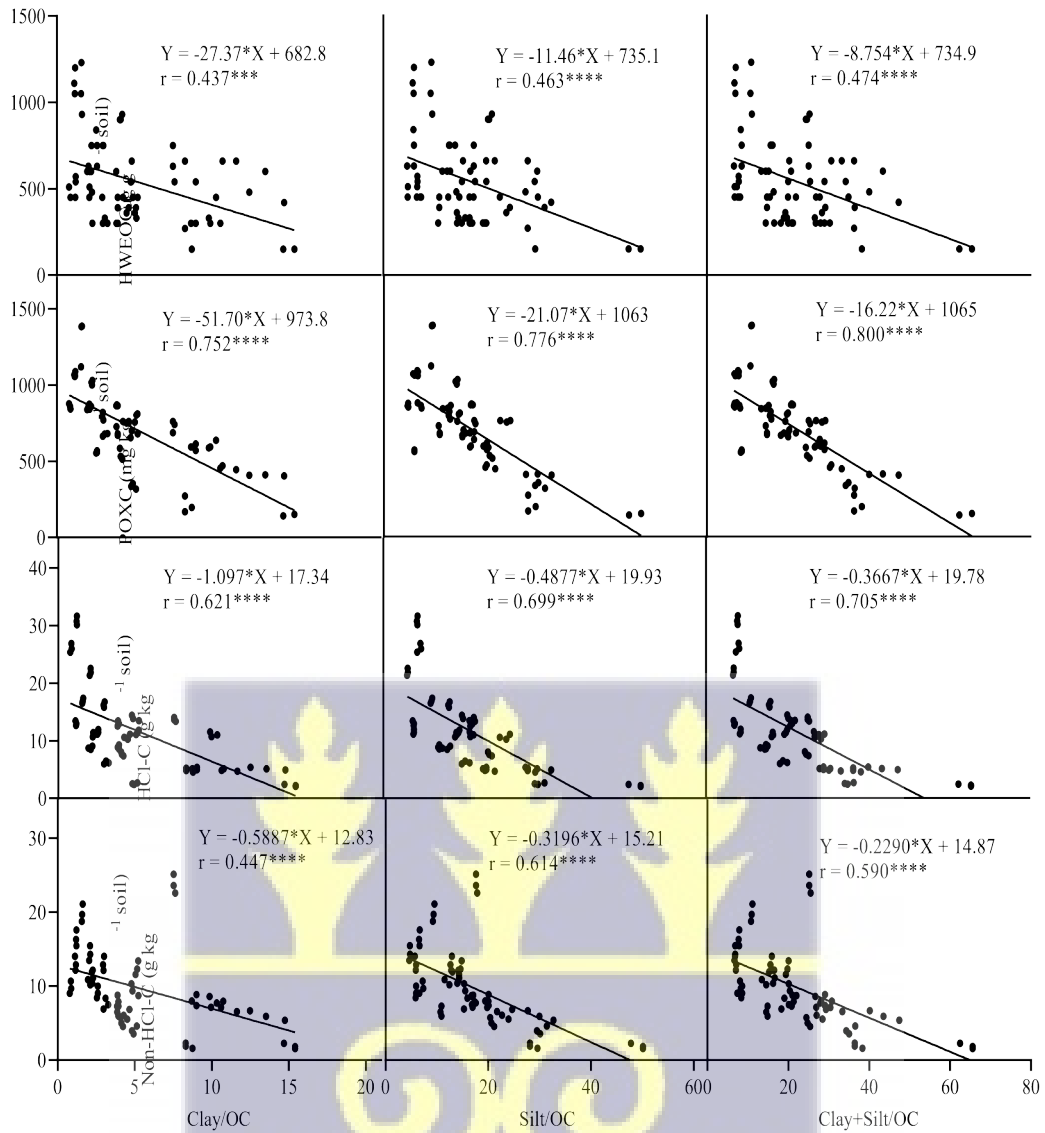 1500
1000
500
0
HWEOC
soil)
Y = -27.37*X + 682.8
r = 0.437***
Y = -11.46*X + 735.1
r = 0.463****
Y = -8.754*X + 734.9
r = 0.474****
1500
1000
500
0
POXC (mg kg
soil)
Y = -51.70*X + 973.8
r = 0.752****
Y = -21.07*X + 1063
r = 0.776****
Y = -16.22*X + 1065
r = 0.800****
40
30
20
10
0
HCl-C (g kg
-1 soil)
Y = -1.097*X + 17.34
r = 0.621****
Y = -0.4877*X + 19.93
r = 0.699****
Y = -0.3667*X + 19.78
r = 0.705****
30
20
10
0
Non-HCl-C (g kg
-1 soil)
Y = -0.5887*X + 12.83
r = 0.447****
Y = -0.3196*X + 15.21
r = 0.614****
Y = -0.2290*X + 14.87
r = 0.590****
0 5 10 15 20 0 20 40 60 0 20 40 60 80
Clay/OC Silt/OC Clay+Silt/OC